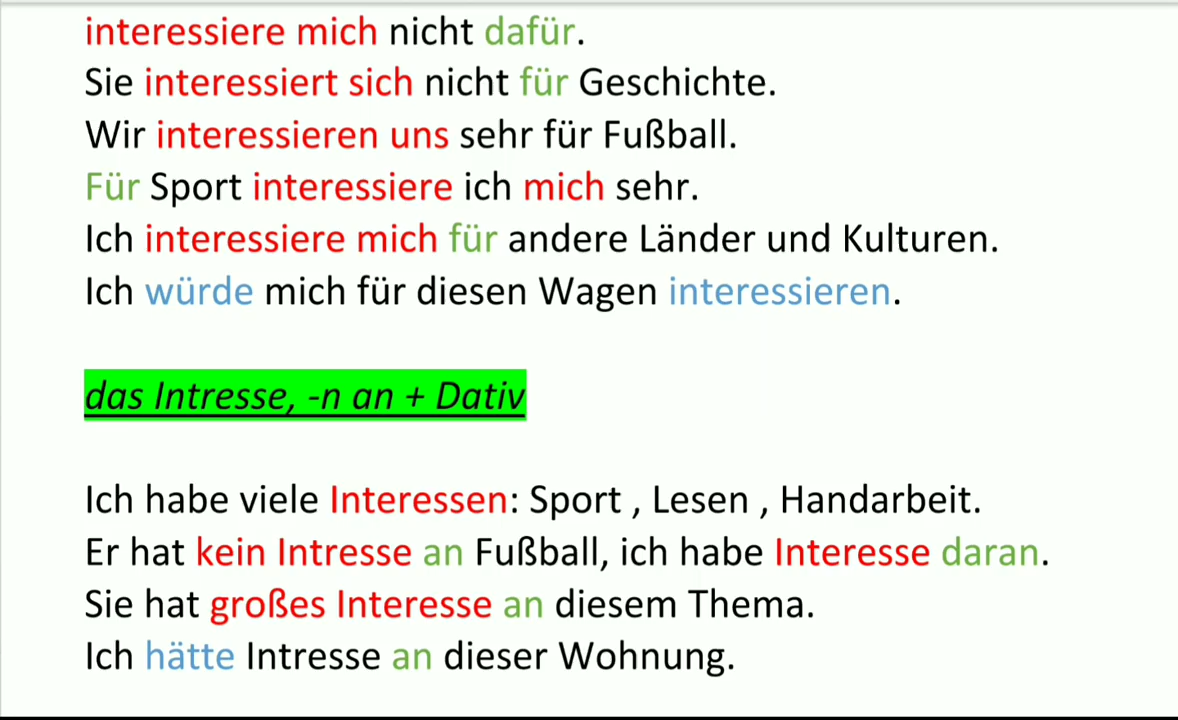 interessiere mich nicht dafür.
Sie interessiert sich nicht für Geschichte.
Wir interessieren uns sehr für Fußball.
Für Sport interessiere ich mich sehr.
Ich interessiere mich für andere Länder und Kulturen.
Ich würde mich für diesen Wagen interessieren.
das Intresse, -n an + Dativ
Ich habe viele Interessen: Sport , Lesen , Handarbeit.
Er hat kein Intresse an Fußball, ich habe Interesse daran.
Sie hat großes Interesse an diesem Thema.
Ich hätte Intresse an dieser Wohnung.